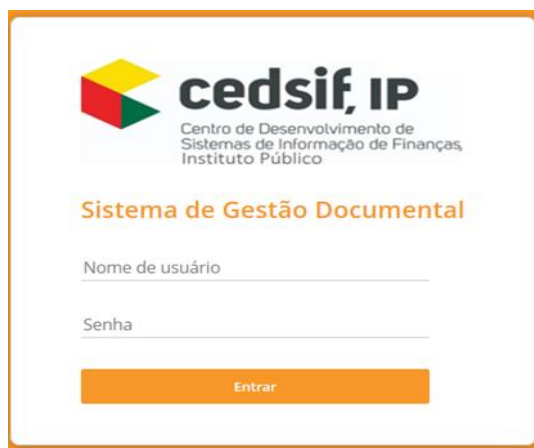 cedsif, IP
Centro de Desenvolvimento de
Sistemas de Informação de Finanças,
Instituto Público
Sistema de Gestão Documental
Nome de usuário
Senha
Entrar